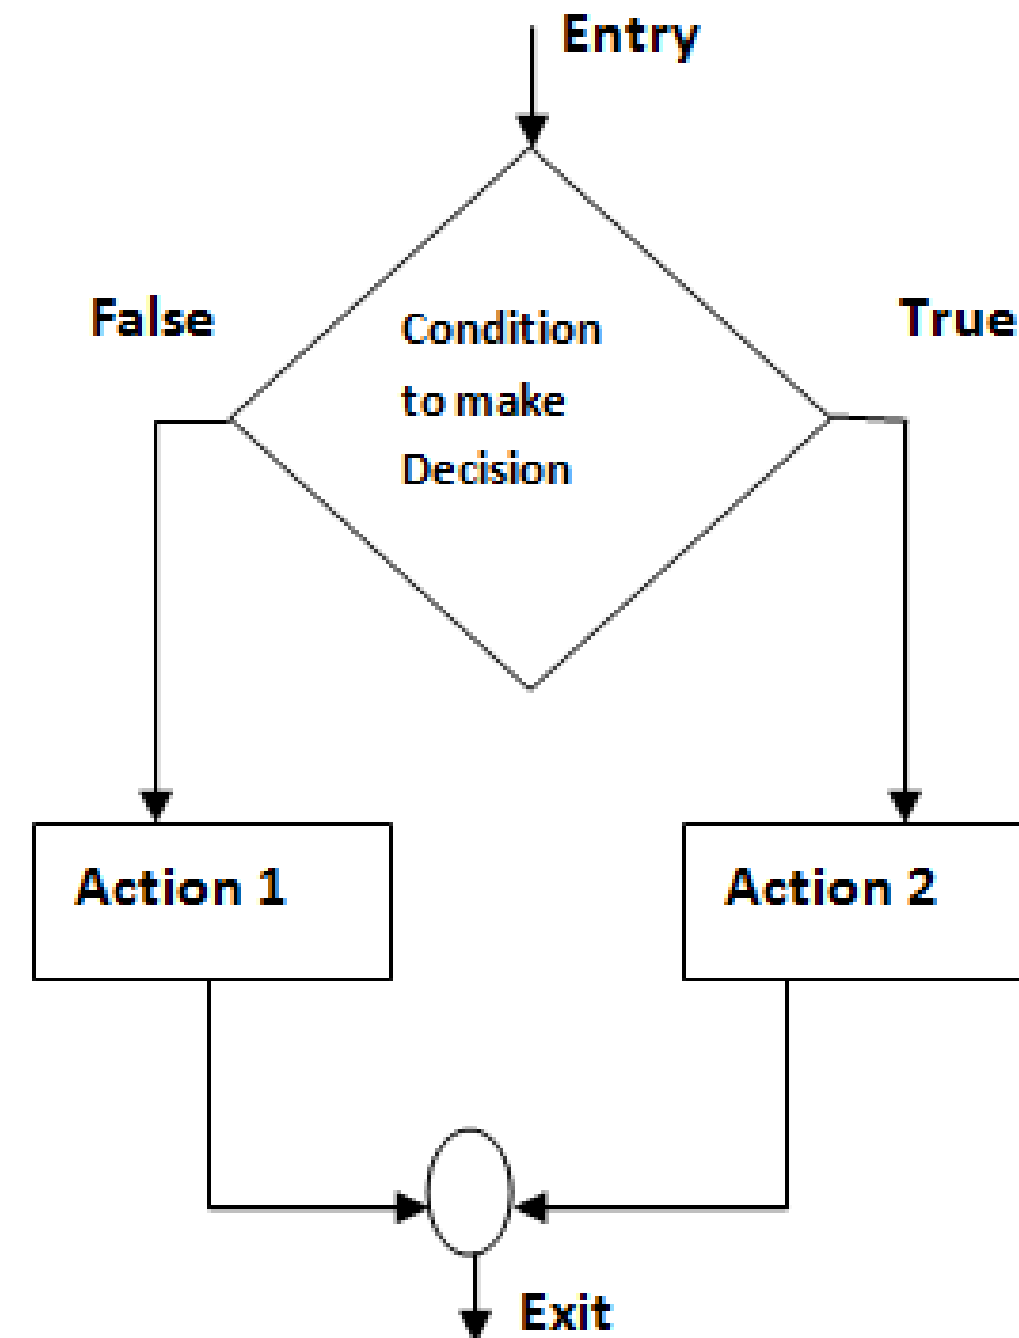 Entry
False
True
Condition
to make
Decision
Action 1
Action 2
Exit